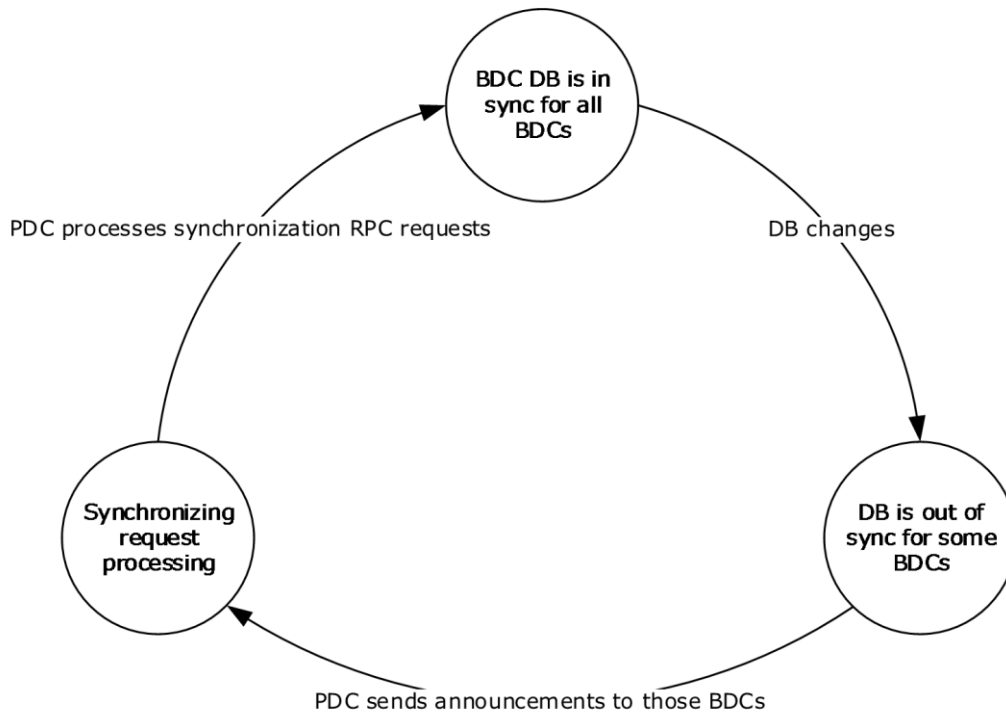 BDC DB is in
sync for all
BDCs
PDC processes synchronization RPC requests
DB changes
Synchronizing
request
processing
DB is out of
sync for some
BDCs
PDC sends announcements to those BDCs